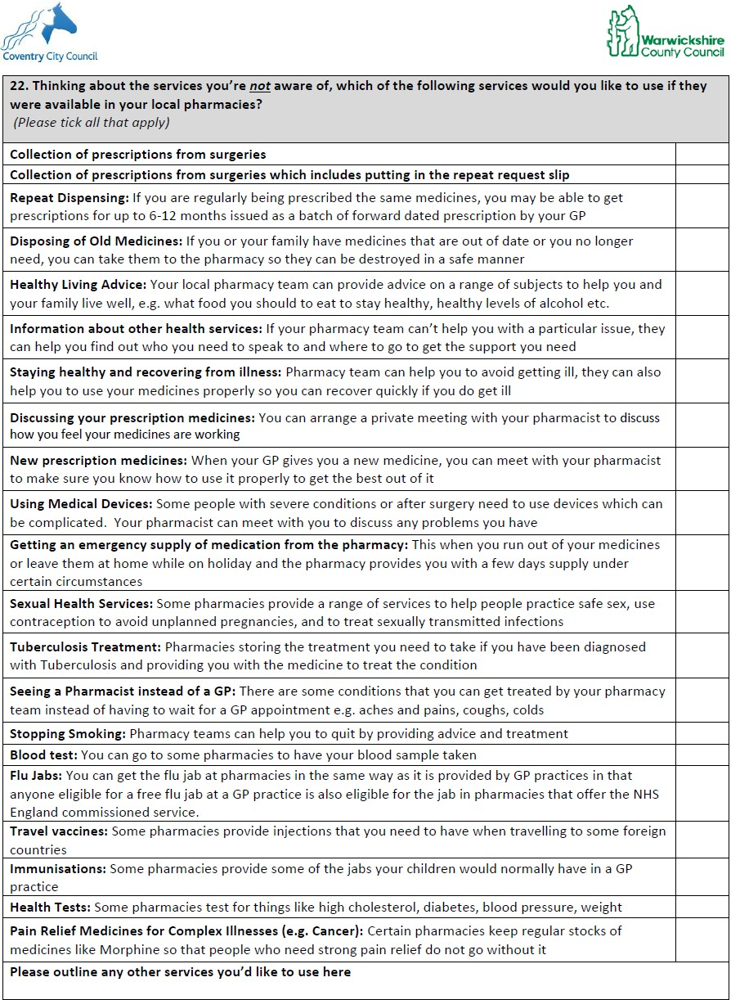 Coventry City Council
Warwickshire
County Council
22. Thinking about the services you're not aware of, which of the following services would you like to use if they
were available in your local pharmacies?
(Please tick all that apply)
Collection of prescriptions from surgeries
Collection of prescriptions from surgeries which includes putting in the repeat request slip
Repeat Dispensing: If you are regularly being prescribed the same medicines, you may be able to get
prescriptions for up to 6-12 months issued as a batch of forward dated prescription by your GP
Disposing of Old Medicines: If you or your family have medicines that are out of date or you no longer
need, you can take them to the pharmacy so they can be destroyed in a safe manner
Healthy Living Advice: Your local pharmacy team can provide advice on a range of subjects to help you and
your family live well, e.g. what food you should to eat to stay healthy, healthy levels of alcohol etc.
Information about other health services: If your pharmacy team can't help you with a particular issue, they
can help you find out who you need to speak to and where to go to get the support you need
Staying healthy and recovering from illness: Pharmacy team can help you to avoid getting ill, they can also
help you to use your medicines properly so you can recover quickly if you do get ill
Discussing your prescription medicines: You can arrange a private meeting with your pharmacist to discuss
how you feel your medicines are working
New prescription medicines: When your GP gives you a new medicine, you can meet with your pharmacist
to make sure you know how to use it properly to get the best out of it
Using Medical Devices: Some people with severe conditions or after surgery need to use devices which can
be complicated.  Your pharmacist can meet with you to discuss any problems you have
Getting an emergency supply of medication from the pharmacy: This when you run out of your medicines
or leave them at home while on holiday and the pharmacy provides you with a few days supply under
certain circumstances
Sexual Health Services: Some pharmacies provide a range of services to help people practice safe sex, use
contraception to avoid unplanned pregnancies, and to treat sexually transmitted infections
Tuberculosis Treatment: Pharmacies storing the treatment you need to take if you have been diagnosed
with Tuberculosis and providing you with the medicine to treat the condition
Seeing a Pharmacist instead of a GP: There are some conditions that you can get treated by your pharmacy
team instead of having to wait for a GP appointment e.g. aches and pains, coughs, colds
Stopping Smoking: Pharmacy teams can help you to quit by providing advice and treatment
Blood test: You can go to some pharmacies to have your blood sample taken
Flu Jabs: You can get the flu jab at pharmacies in the same way as it is provided by GP practices in that
anyone eligible for a free flu jab at a GP practice is also eligible for the jab in pharmacies that offer the NHS
England commissioned service.
Travel vaccines: Some pharmacies provide injections that you need to have when travelling to some foreign
countries
Immunisations: Some pharmacies provide some of the jabs your children would normally have in a GP
practice
Health Tests: Some pharmacies test for things like high cholesterol, diabetes, blood pressure, weight
Pain Relief Medicines for Complex Illnesses (e.g. Cancer): Certain pharmacies keep regular stocks of
medicines like Morphine so that people who need strong pain relief do not go without it
Please outline any other services you'd like to use here